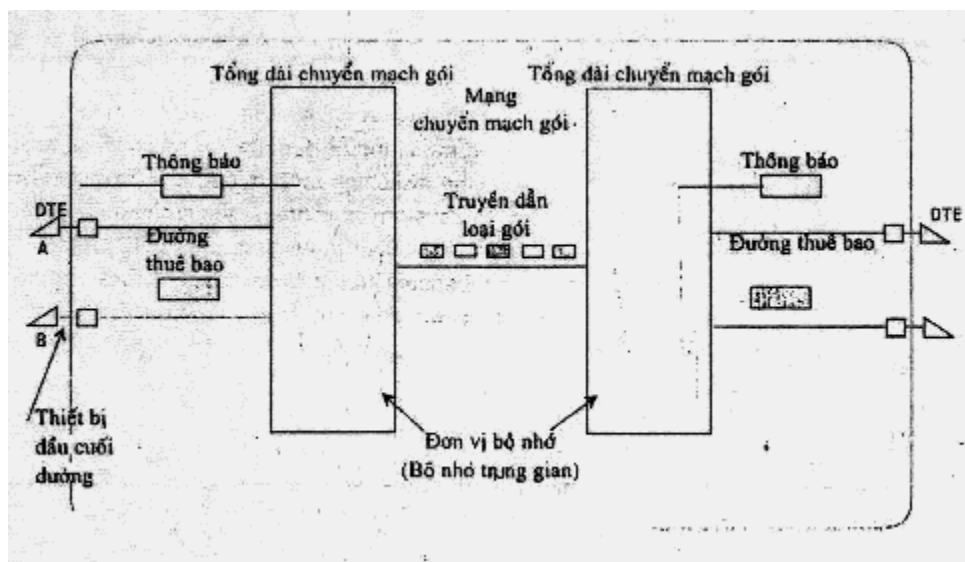 Tổng đài chuyển mạch gói
Tổng đài chuyển mạch gói
Mạng
chuyển mạch gói
Thông báo
Thông báo
Truyền dẫn
loại gói
DTE
A
Đường
thuê bao
DTE
Đường thuê bao
B
Thiết bị
đầu cuối
đường
Đơn vị bộ nhớ
(Bộ nhớ trung gian)